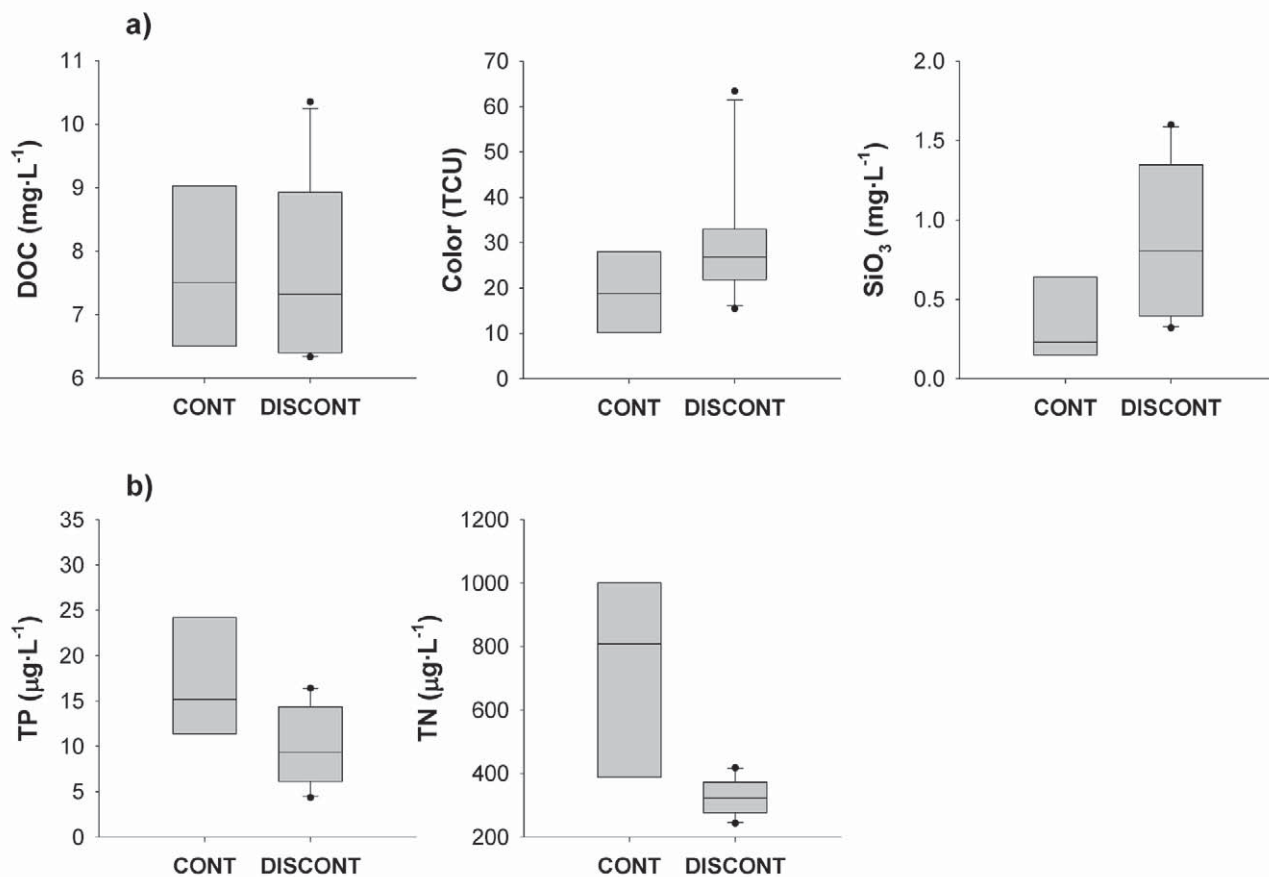 a)
DOC (mg·L⁻¹)
11
10
9
8
7
6
CONT DISCONT
Color (TCU)
70
60
50
40
30
20
10
0
CONT DISCONT
SiO₃ (mg·L⁻¹)
2.0
1.5
1.0
0.5
0.0
CONT DISCONT
b)
TP (µg·L⁻¹)
35
30
25
20
15
10
5
0
CONT DISCONT
TN (µg·L⁻¹)
1200
1000
800
600
400
200
CONT DISCONT